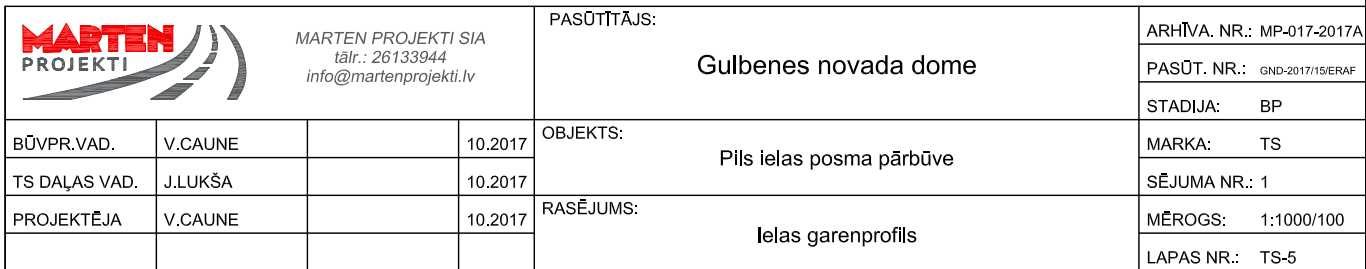 MARTEN
PROJEKTI
MARTEN PROJEKTI SIA
tālr.: 26133944
info@martenprojekti.lv
PASŪTĪTĀJS:
Gulbenes novada dome
ARHĪVA. NR.: MP-017-2017A
PASŪT. NR.: GND-2017/15/ERAF
STADIJA: BP
BŪVPR.VAD. V.CAUNE 10.2017
OBJEKTS:
Pils ielas posma pārbūve
MARKA: TS
TS DAĻAS VAD. J.LUKŠA 10.2017
SĒJUMA NR.: 1
PROJEKTĒJA V.CAUNE 10.2017
RASĒJUMS:
Ielas garenprofils
MĒROGS: 1:1000/100
LAPAS NR.: TS-5